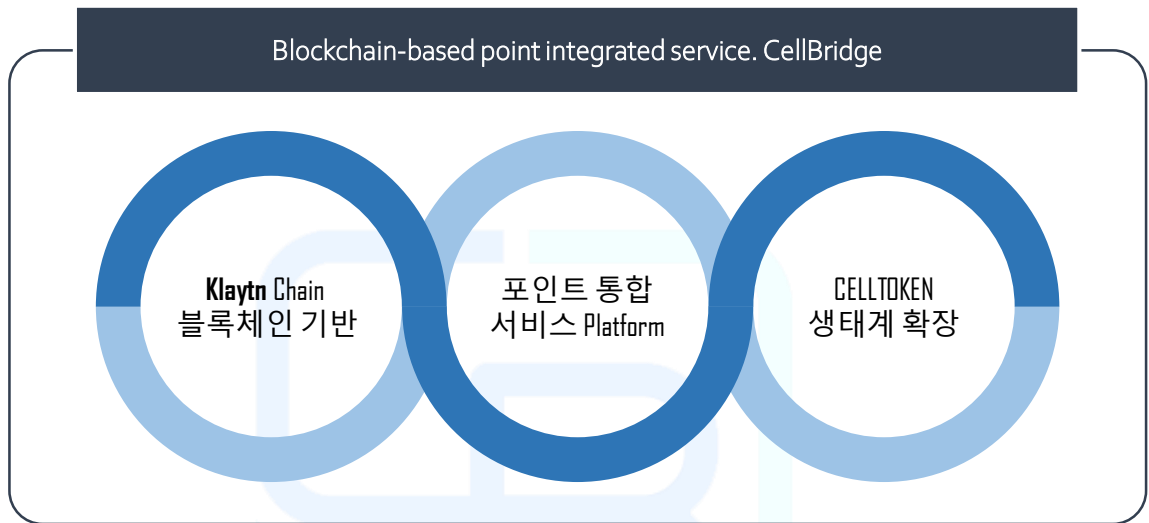 Blockchain-based point integrated service. CellBridge
Klaytn Chain
블록체인 기반
포인트 통합
서비스 Platform
CELLTOKEN
생태계 확장